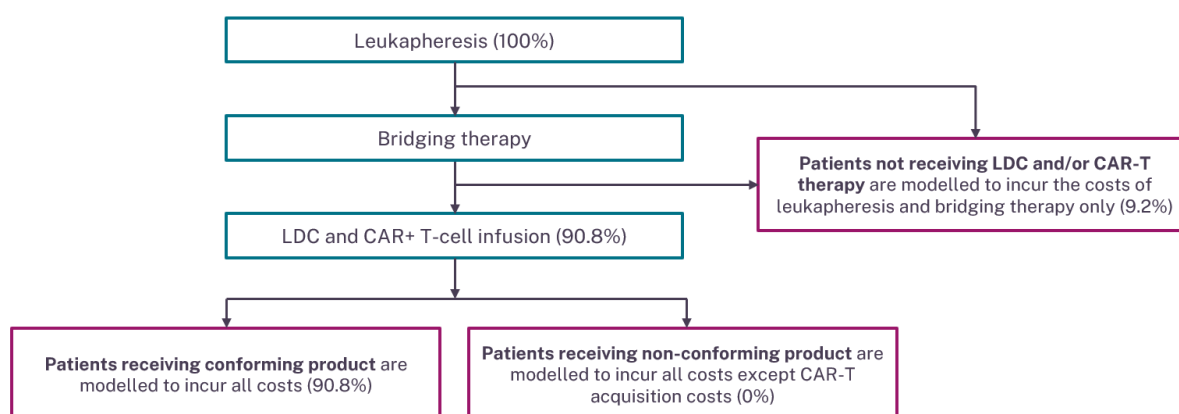 Leukapheresis (100%)
Bridging therapy
Patients not receiving LDC and/or CAR-T
therapy are modelled to incur the costs of
leukapheresis and bridging therapy only (9.2%)
LDC and CAR+ T-cell infusion (90.8%)
Patients receiving conforming product are
modelled to incur all costs (90.8%)
Patients receiving non-conforming product are
modelled to incur all costs except CAR-T
acquisition costs (0%)